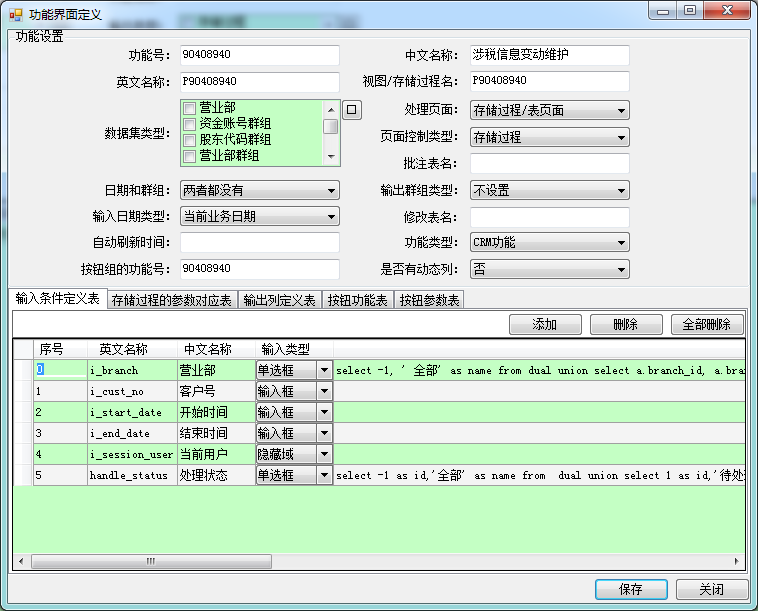 功能界面定义
功能设置
功能号： 90408940 中文名称： 涉税信息变动维护
英文名称： P90408940 视图/存储过程名： P90408940
数据集类型： 营业部 处理页面： 存储过程/表页面
资金账号群组
股东代码群组 页面控制类型： 存储过程
营业部群组 批注表名：
日期和群组： 两者都没有 输出群组类型： 不设置
输入日期类型： 当前业务日期 修改表名：
自动刷新时间： 功能类型： CRM功能
按钮组的功能号： 90408940 是否有动态列： 否
输入条件定义表 存储过程的参数对应表 输出列定义表 按钮功能表 按钮参数表
添加 删除 全部删除
序号 英文名称 中文名称 输入类型
0 i_branch 营业部 单选框 select -1, ' 全部' as name from dual union select a.branch_id, a.bra
1 i_cust_no 客户号 输入框
2 i_start_date 开始时间 输入框
3 i_end_date 结束时间 输入框
4 i_session_user 当前用户 隐藏域
5 handle_status 处理状态 单选框 select -1 as id,'全部' as name from  dual union select 1 as id,'待处
保存 关闭